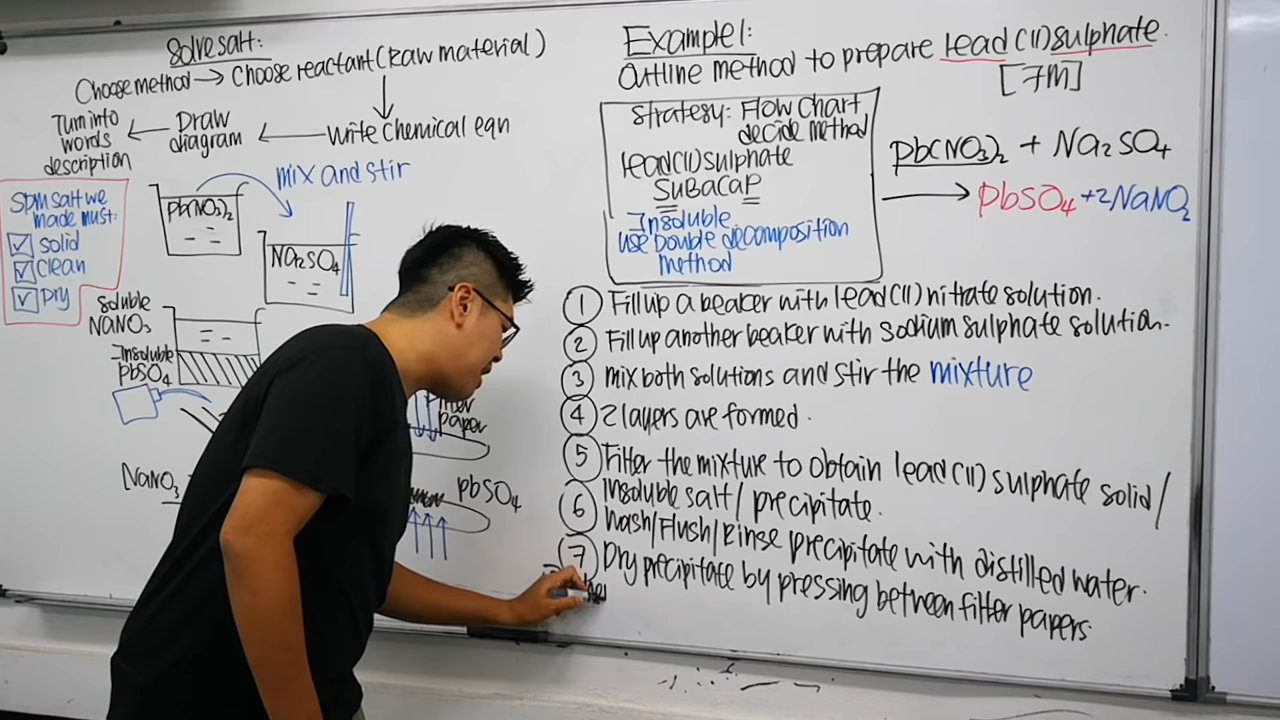 Solve salt:
Choose method → Choose reactant (Raw material)
Write Chemical eqn
Draw
diagram
Turn into
words
description
Spm salt we
made must:
solid
clean
Dry
mix and stir
Pb(NO3)2
Na2SO4
Soluble
NaNO3
Insoluble
PbSO4
paper
NaNO3
PbSO4
Example 1:
Outline method to prepare lead (II) sulphate.
[7M]
Strategy: Flow Chart
decide method
lead(II) sulphate
SUBACAP
Insoluble
Use Double decomposition
method
Pb(NO3)2 + Na2SO4
→ PbSO4 + 2NaNO2
1 Fill up a beaker with lead (II) nitrate solution.
2 Fill up another beaker with sodium sulphate solution.
3 mix both solutions and stir the mixture
4 2 layers are formed.
5 Filter the mixture to obtain lead (II) sulphate solid /
insoluble salt / precipitate.
6 Wash/Flush/Rinse precipitate with distilled water.
7 Dry precipitate by pressing between filter papers